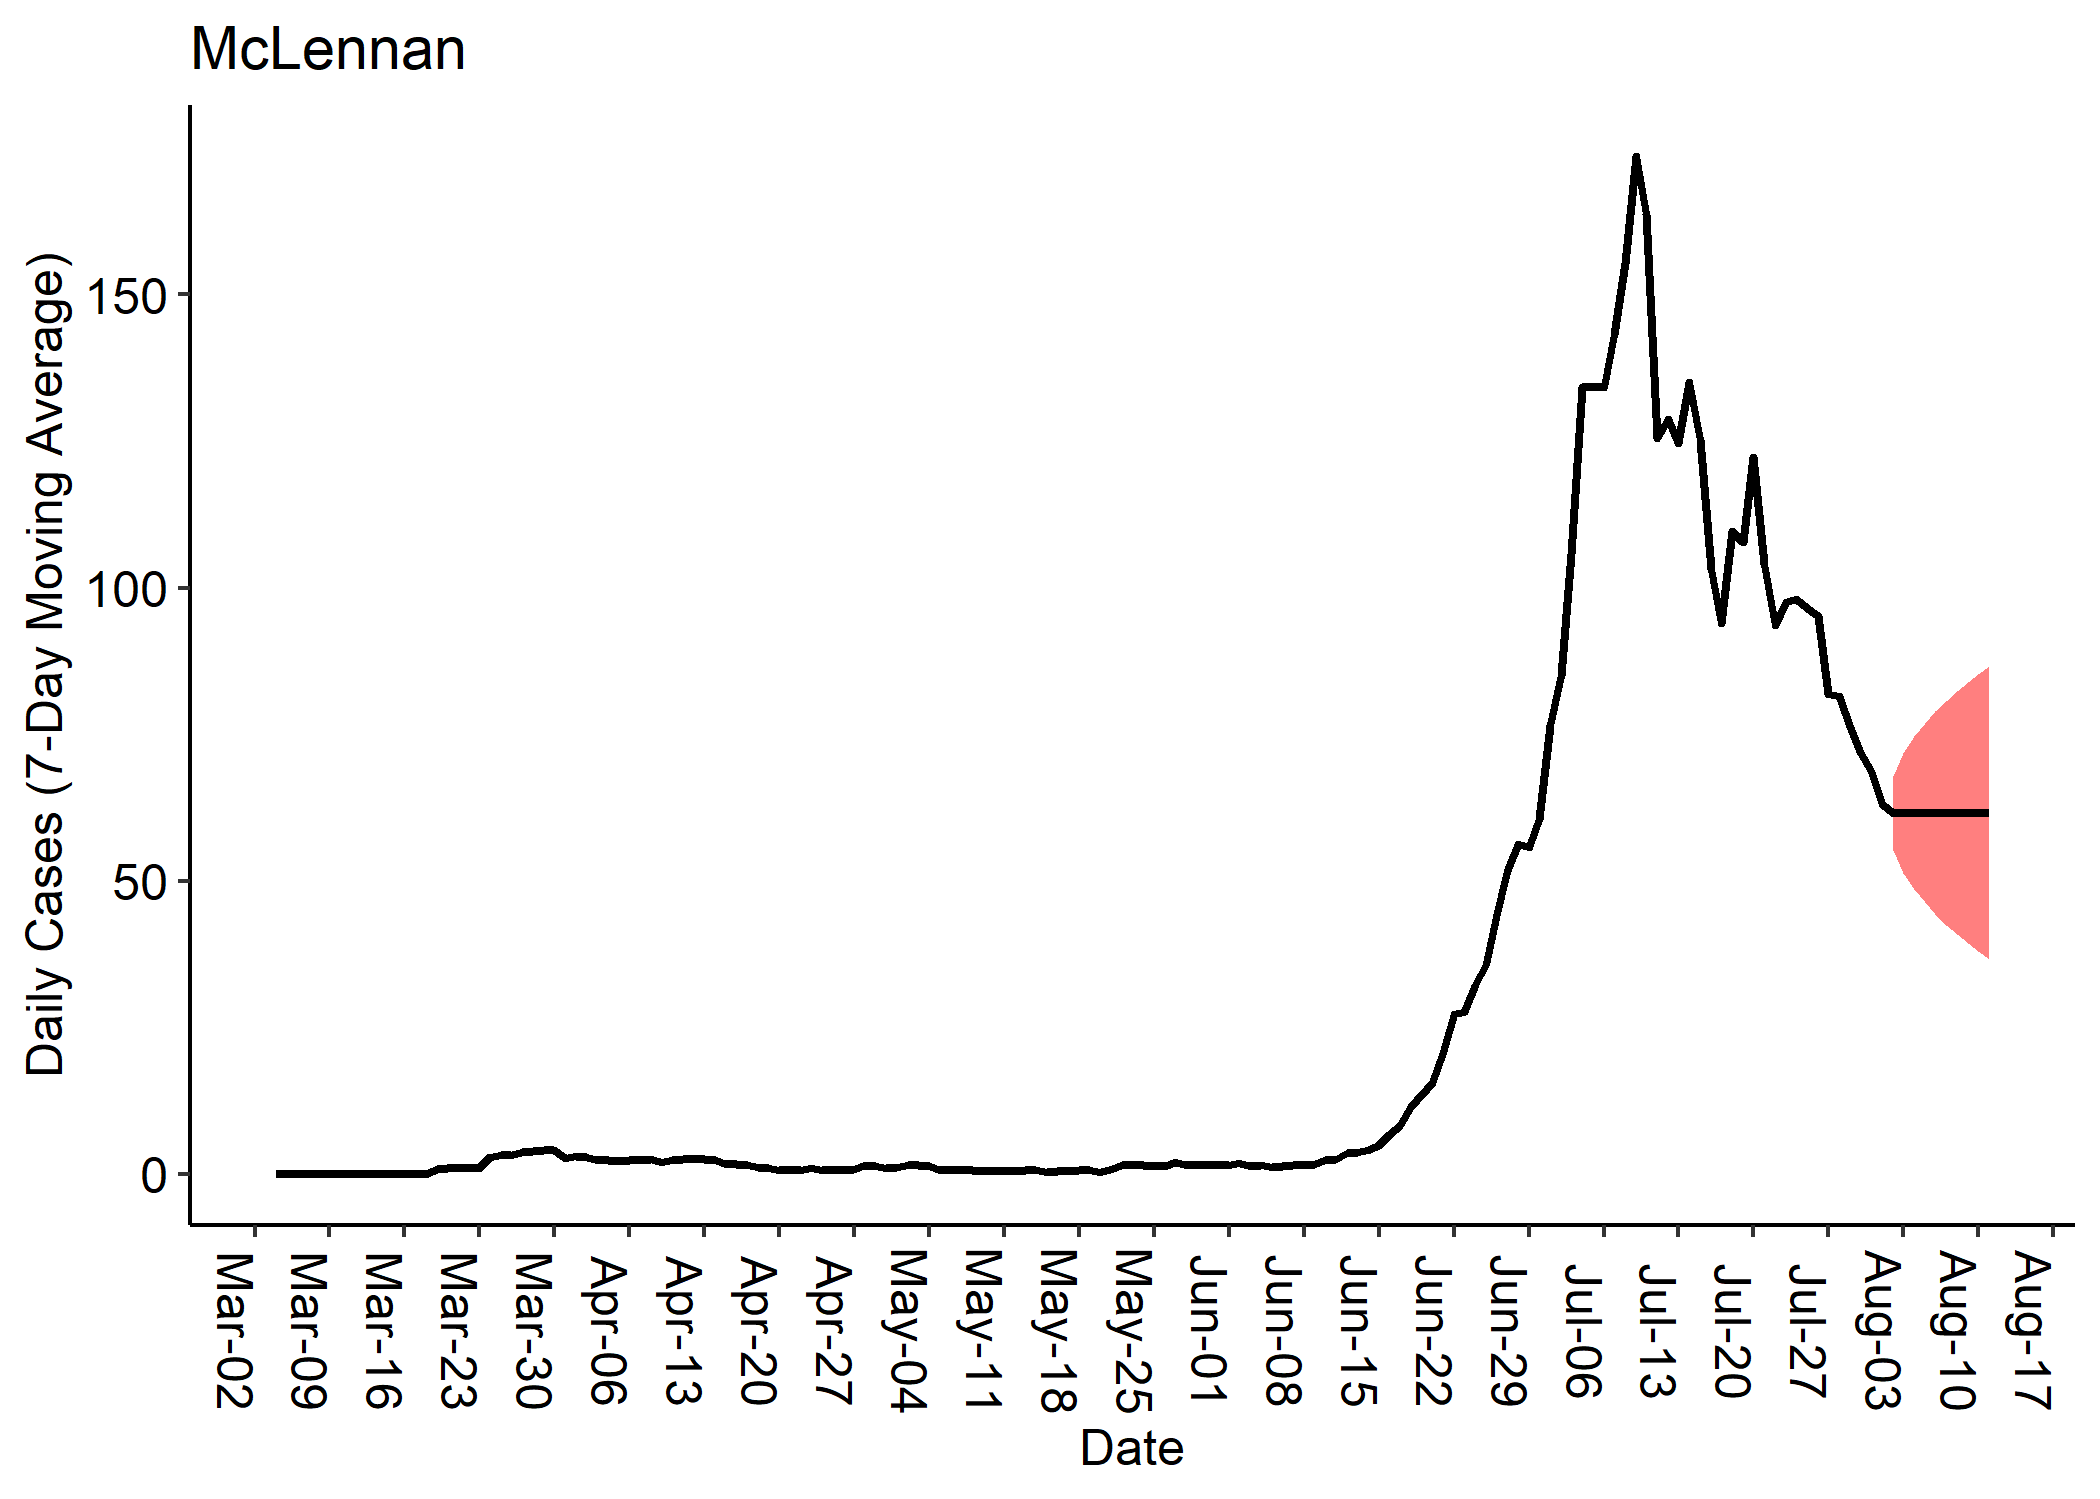 McLennan
Daily Cases (7-Day Moving Average)
150
100
50
0
Mar-02
Mar-09
Mar-16
Mar-23
Mar-30
Apr-06
Apr-13
Apr-20
Apr-27
May-04
May-11
May-18
May-25
Jun-01
Jun-08
Jun-15
Jun-22
Jun-29
Jul-06
Jul-13
Jul-20
Jul-27
Aug-03
Aug-10
Aug-17
Date